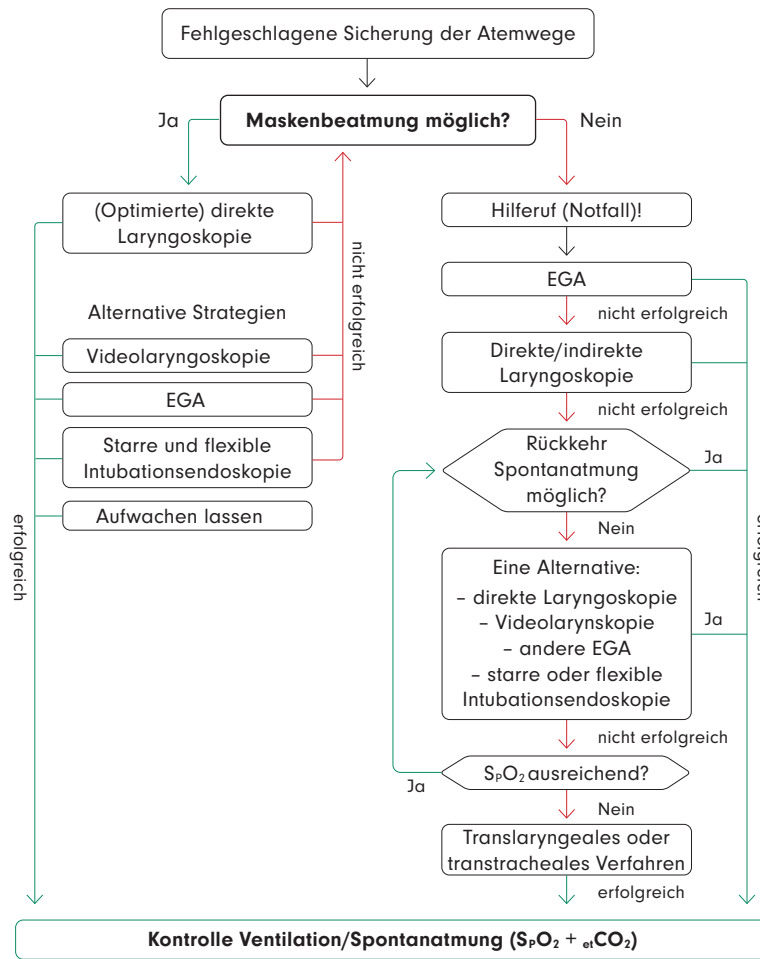 Fehlgeschlagene Sicherung der Atemwege
Ja
Maskenbeatmung möglich?
Nein
(Optimierte) direkte
Laryngoskopie
Alternative Strategien
Videolaryngoskopie
EGA
Starre und flexible
Intubationsendoskopie
Aufwachen lassen
nicht erfolgreich
erfolgreich
Hilferuf (Notfall)!
EGA
nicht erfolgreich
Direkte/indirekte
Laryngoskopie
nicht erfolgreich
Rückkehr
Spontanatmung
möglich?
Ja
Nein
Eine Alternative:
– direkte Laryngoskopie
– Videolarynskopie
– andere EGA
– starre oder flexible
Intubationsendoskopie
Ja
erfolgreich
nicht erfolgreich
SPO2 ausreichend?
Ja
Nein
Translaryngeales oder
transtracheales Verfahren
erfolgreich
Kontrolle Ventilation/Spontanatmung (SPO2 + etCO2)